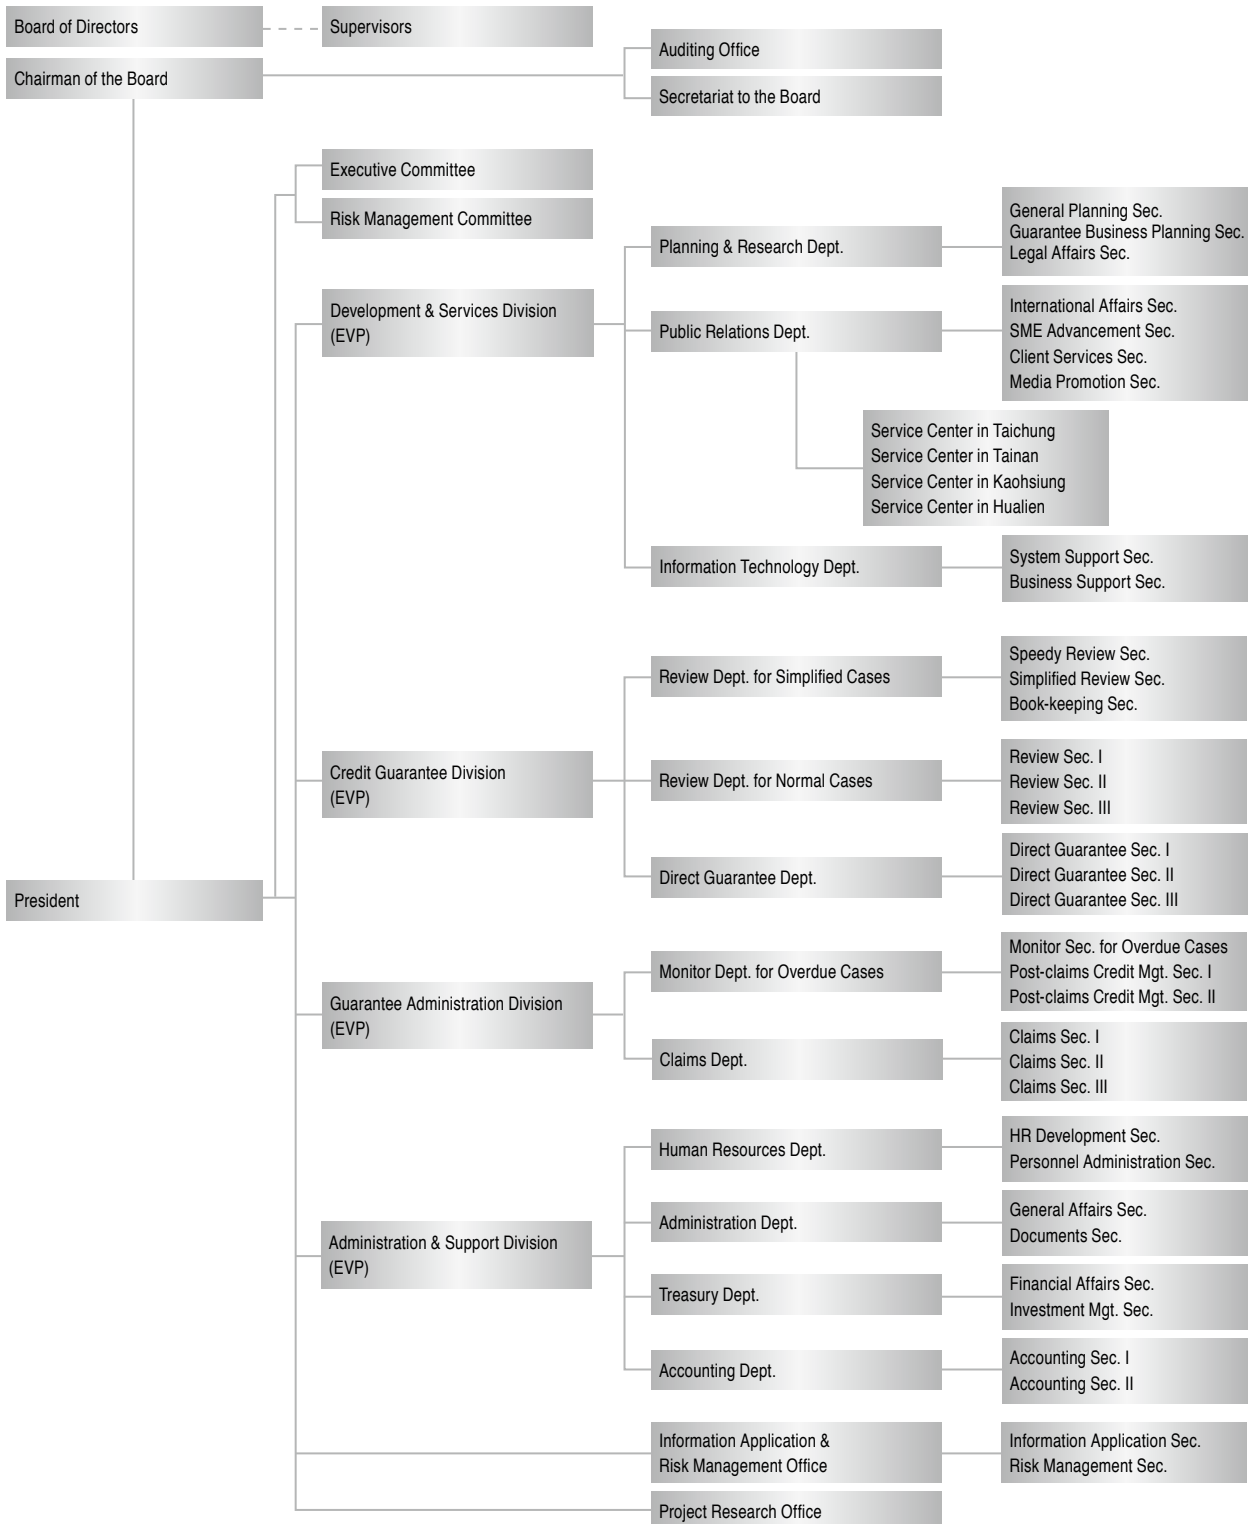 Board of Directors
Supervisors
Chairman of the Board
Auditing Office
Secretariat to the Board
Executive Committee
Risk Management Committee
Development & Services Division
(EVP)
Planning & Research Dept.
General Planning Sec.
Guarantee Business Planning Sec.
Legal Affairs Sec.
Public Relations Dept.
International Affairs Sec.
SME Advancement Sec.
Client Services Sec.
Media Promotion Sec.
Service Center in Taichung
Service Center in Tainan
Service Center in Kaohsiung
Service Center in Hualien
Information Technology Dept.
System Support Sec.
Business Support Sec.
Credit Guarantee Division
(EVP)
Review Dept. for Simplified Cases
Speedy Review Sec.
Simplified Review Sec.
Book-keeping Sec.
Review Dept. for Normal Cases
Review Sec. I
Review Sec. II
Review Sec. III
Direct Guarantee Dept.
Direct Guarantee Sec. I
Direct Guarantee Sec. II
Direct Guarantee Sec. III
President
Guarantee Administration Division
(EVP)
Monitor Dept. for Overdue Cases
Monitor Sec. for Overdue Cases
Post-claims Credit Mgt. Sec. I
Post-claims Credit Mgt. Sec. II
Claims Dept.
Claims Sec. I
Claims Sec. II
Claims Sec. III
Administration & Support Division
(EVP)
Human Resources Dept.
HR Development Sec.
Personnel Administration Sec.
Administration Dept.
General Affairs Sec.
Documents Sec.
Treasury Dept.
Financial Affairs Sec.
Investment Mgt. Sec.
Accounting Dept.
Accounting Sec. I
Accounting Sec. II
Information Application &
Risk Management Office
Information Application Sec.
Risk Management Sec.
Project Research Office